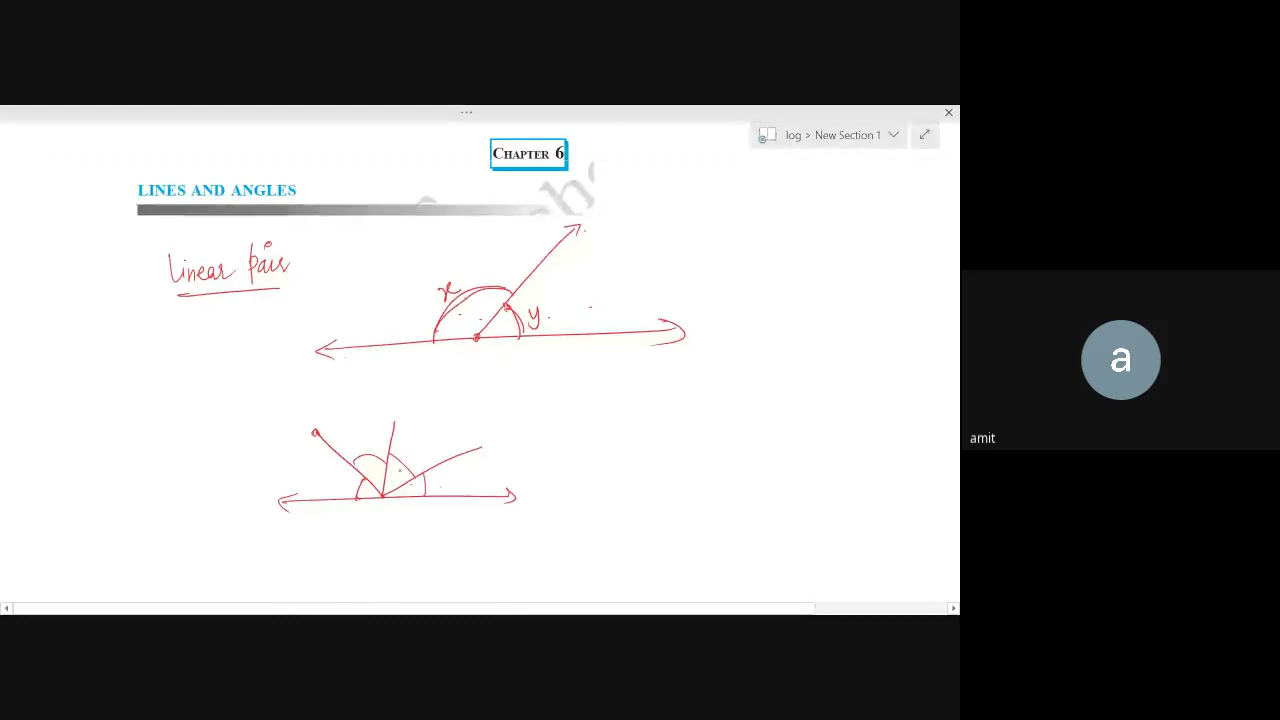 log > New Section 1
CHAPTER 6
LINES AND ANGLES
Linear Pair
x
y
a
amit